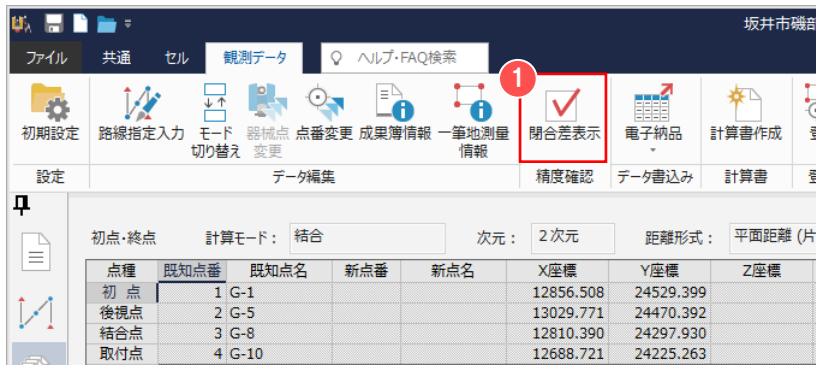 坂井市磯部
ファイル 共通 セル 観測データ ヘルプ・FAQ検索
1
初期設定 路線指定入力 モード切り替え 器械点変更 点番変更 成果簿情報 一筆地測量情報 閉合差表示 電子納品 計算書作成
設定 データ編集 精度確認 データ書込み 計算書
初点・終点 計算モード： 結合 次元： 2次元 距離形式： 平面距離 (片
点種 既知点番 既知点名 新点番 新点名 X座標 Y座標 Z座標
初 点 1 G-1 12856.508 24529.399
後視点 2 G-5 13029.771 24470.392
結合点 3 G-8 12810.390 24297.930
取付点 4 G-10 12688.721 24225.263